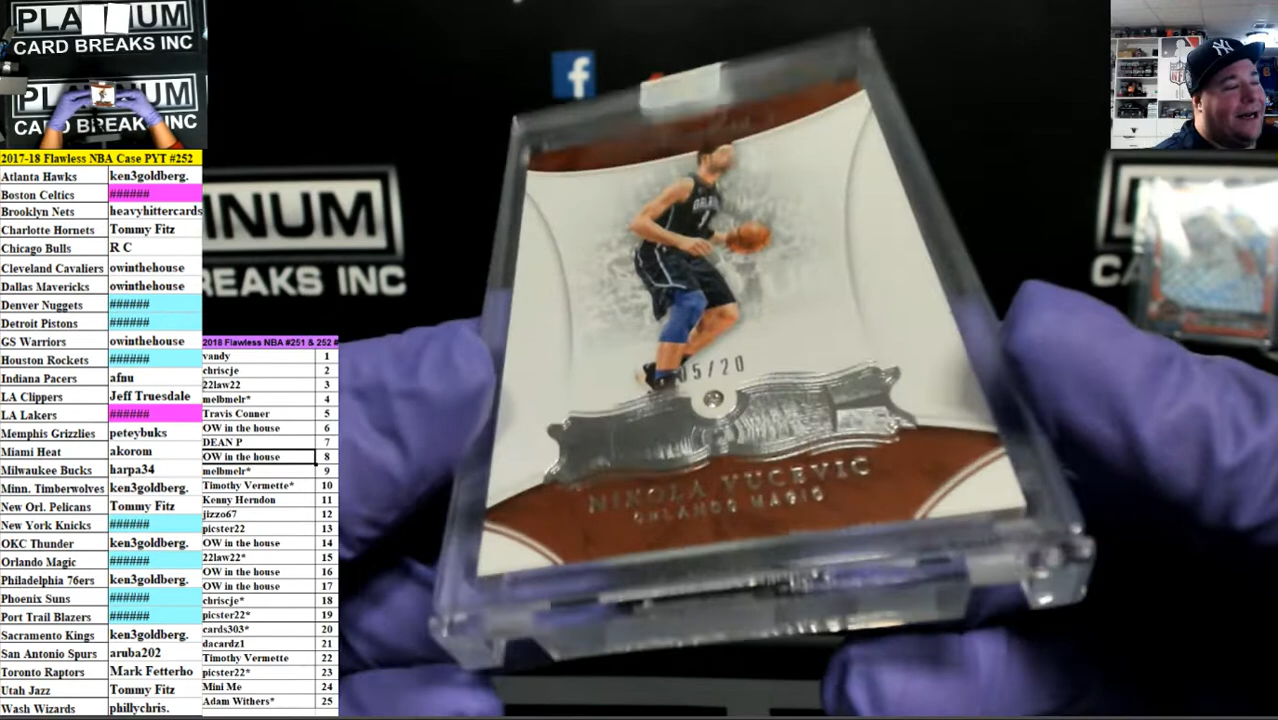 PLA INUM
CARD BREAKS INC
PLA INUM
CARD BREAKS INC
2017-18 Flawless NBA Case PYT #252
Atlanta Hawks ken3goldberg.
Boston Celtics ######
Brooklyn Nets heavyhittercards
Charlotte Hornets Tommy Fitz
Chicago Bulls R C
Cleveland Cavaliers owinthehouse
Dallas Mavericks owinthehouse
Denver Nuggets ######
Detroit Pistons ######
GS Warriors owinthehouse
Houston Rockets ######
Indiana Pacers afnu
LA Clippers Jeff Truesdale
LA Lakers ######
Memphis Grizzlies peteybuks
Miami Heat akorom
Milwaukee Bucks harpa34
Minn. Timberwolves ken3goldberg.
New Orl. Pelicans Tommy Fitz
New York Knicks ######
OKC Thunder ken3goldberg.
Orlando Magic ######
Philadelphia 76ers ken3goldberg.
Phoenix Suns ######
Port Trail Blazers ######
Sacramento Kings ken3goldberg.
San Antonio Spurs aruba202
Toronto Raptors Mark Fetterho
Utah Jazz Tommy Fitz
Wash Wizards phillychris.
2018 Flawless NBA #251 & 252 #
vandy 1
chriscje 2
22law22 3
melbmelr* 4
Travis Conner 5
OW in the house 6
DEAN P 7
OW in the house 8
melbmelr* 9
Timothy Vermette* 10
Kenny Herndon 11
jizzo67 12
picster22 13
OW in the house 14
22law22* 15
OW in the house 16
OW in the house 17
chriscje* 18
picster22* 19
cards303* 20
dacardz1 21
Timothy Vermette 22
picster22* 23
Mini Me 24
Adam Withers* 25
INUM
REAKS INC
f
05/20
NIKOLA VUCEVIC
ORLANDO MAGIC
CA
NY
NFL